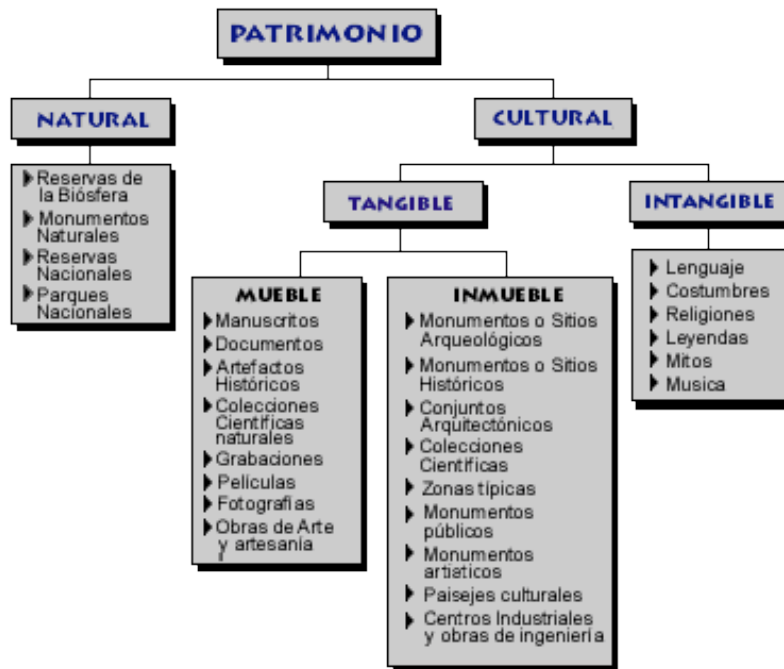 PATRIMONIO
NATURAL
CULTURAL
Reservas de
la Biósfera
Monumentos
Naturales
Reservas
Nacionales
Parques
Nacionales
TANGIBLE
INTANGIBLE
MUEBLE
Manuscritos
Documentos
Artefactos
Históricos
Colecciones
Científicas
naturales
Grabaciones
Películas
Fotografías
Obras de Arte
y artesanía
INMUEBLE
Monumentos o Sitios
Arqueológicos
Monumentos o Sitios
Históricos
Conjuntos
Arquitectónicos
Colecciones
Científicas
Zonas típicas
Monumentos
públicos
Monumentos
artiaticos
Paisejes culturales
Centros Industriales
y obras de ingeniería
Lenguaje
Costumbres
Religiones
Leyendas
Mitos
Musica